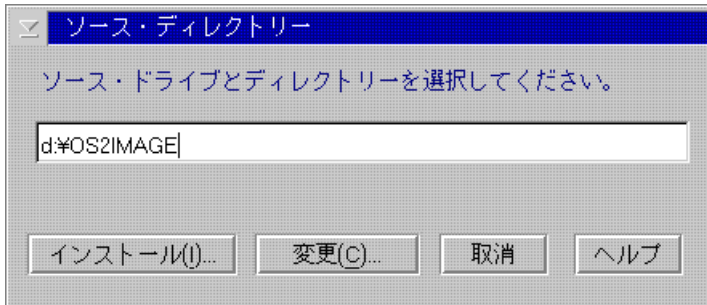 ソース・ディレクトリー
ソース・ドライブとディレクトリーを選択してください。
d:¥OS2IMAGE
インストール(I)... 変更(C)... 取消 ヘルプ